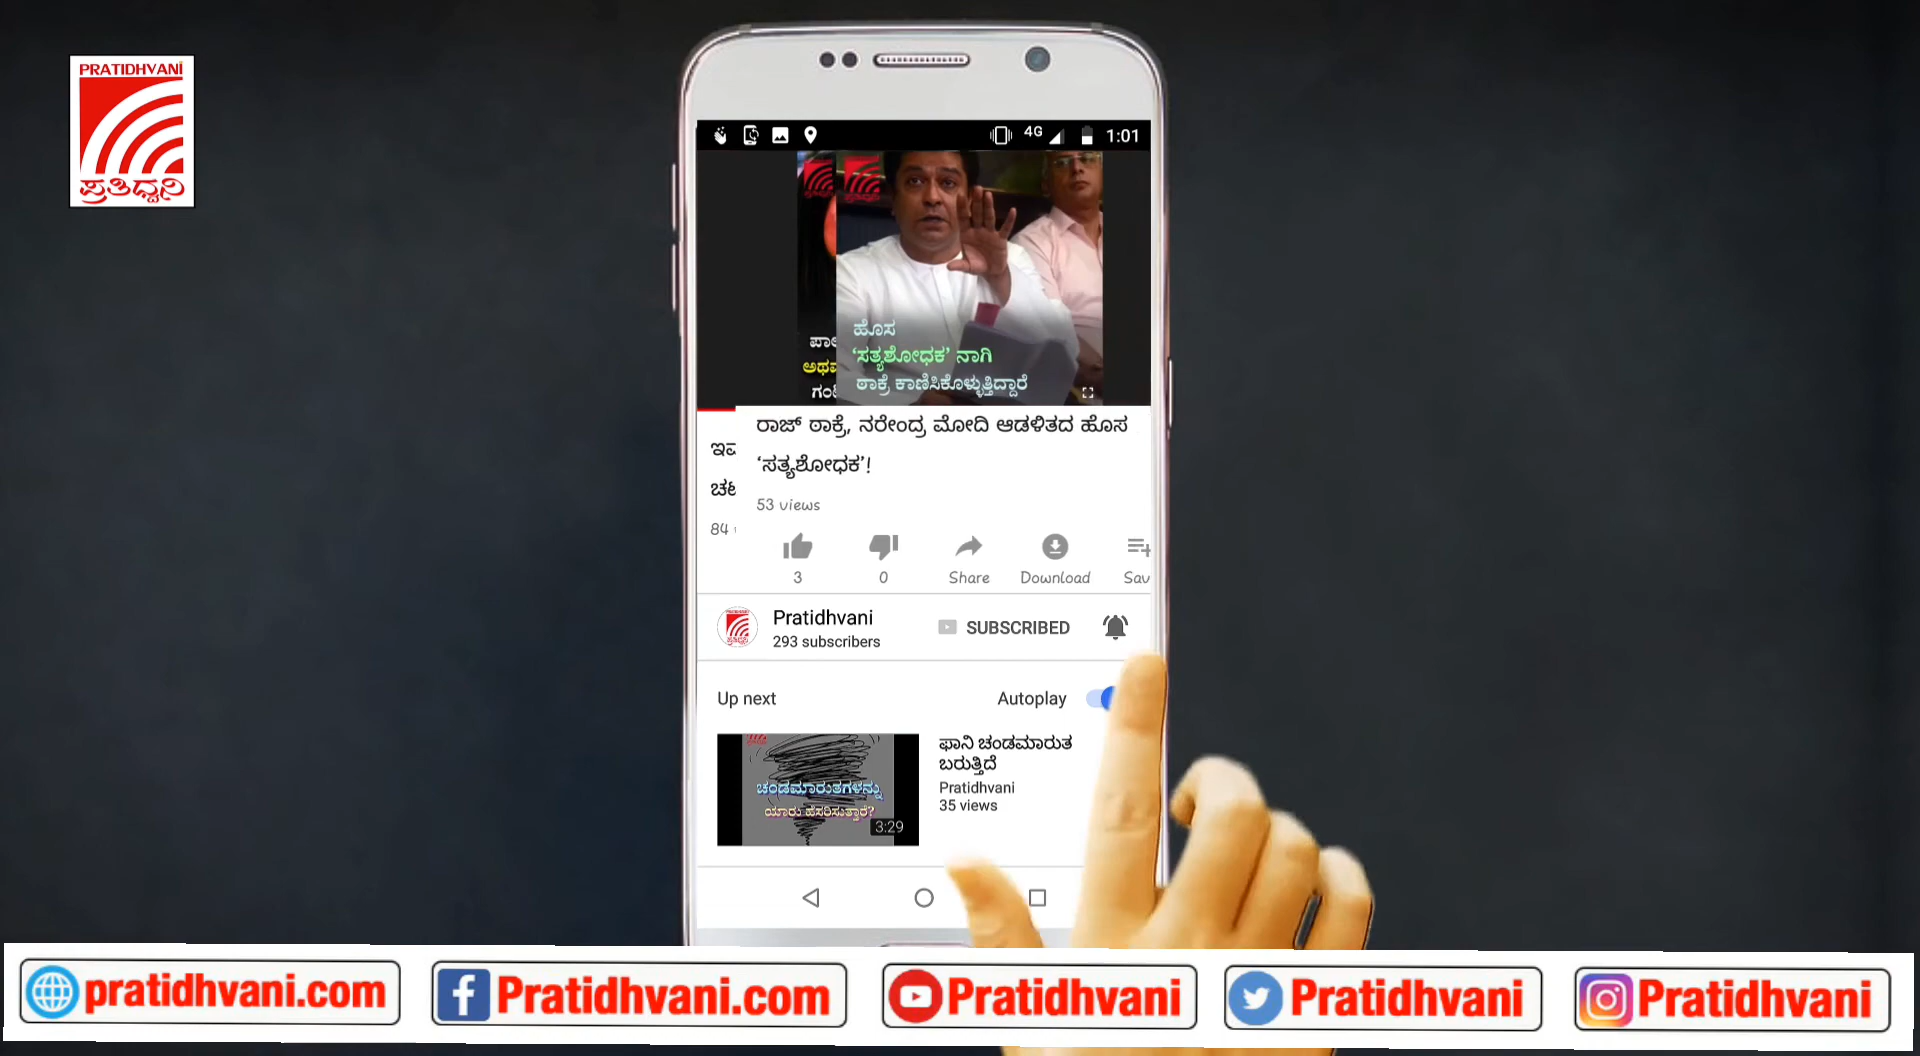 PRATIDHVANI
ಪ್ರತಿಧ್ವನಿ
4G 1:01
ಹೊಸ
‘ಸತ್ಯಶೋಧಕ’ ನಾಗಿ
ಠಾಕ್ರೆ ಕಾಣಿಸಿಕೊಳ್ಳುತ್ತಿದ್ದಾರೆ
ರಾಜ್ ಠಾಕ್ರೆ, ನರೇಂದ್ರ ಮೋದಿ ಆಡಳಿತದ ಹೊಸ
‘ಸತ್ಯಶೋಧಕ’!
53 views
84
3 0 Share Download Sav
Pratidhvani
293 subscribers
SUBSCRIBED
Up next Autoplay
ಚಂಡಮಾರುತಗಳನ್ನು
ಯಾರು ಹೆಸರಿಸುತ್ತಾರೆ?
3:29
ಫಾನಿ ಚಂಡಮಾರುತ
ಬರುತ್ತಿದೆ
Pratidhvani
35 views
pratidhvani.com Pratidhvani.com Pratidhvani Pratidhvani Pratidhvani